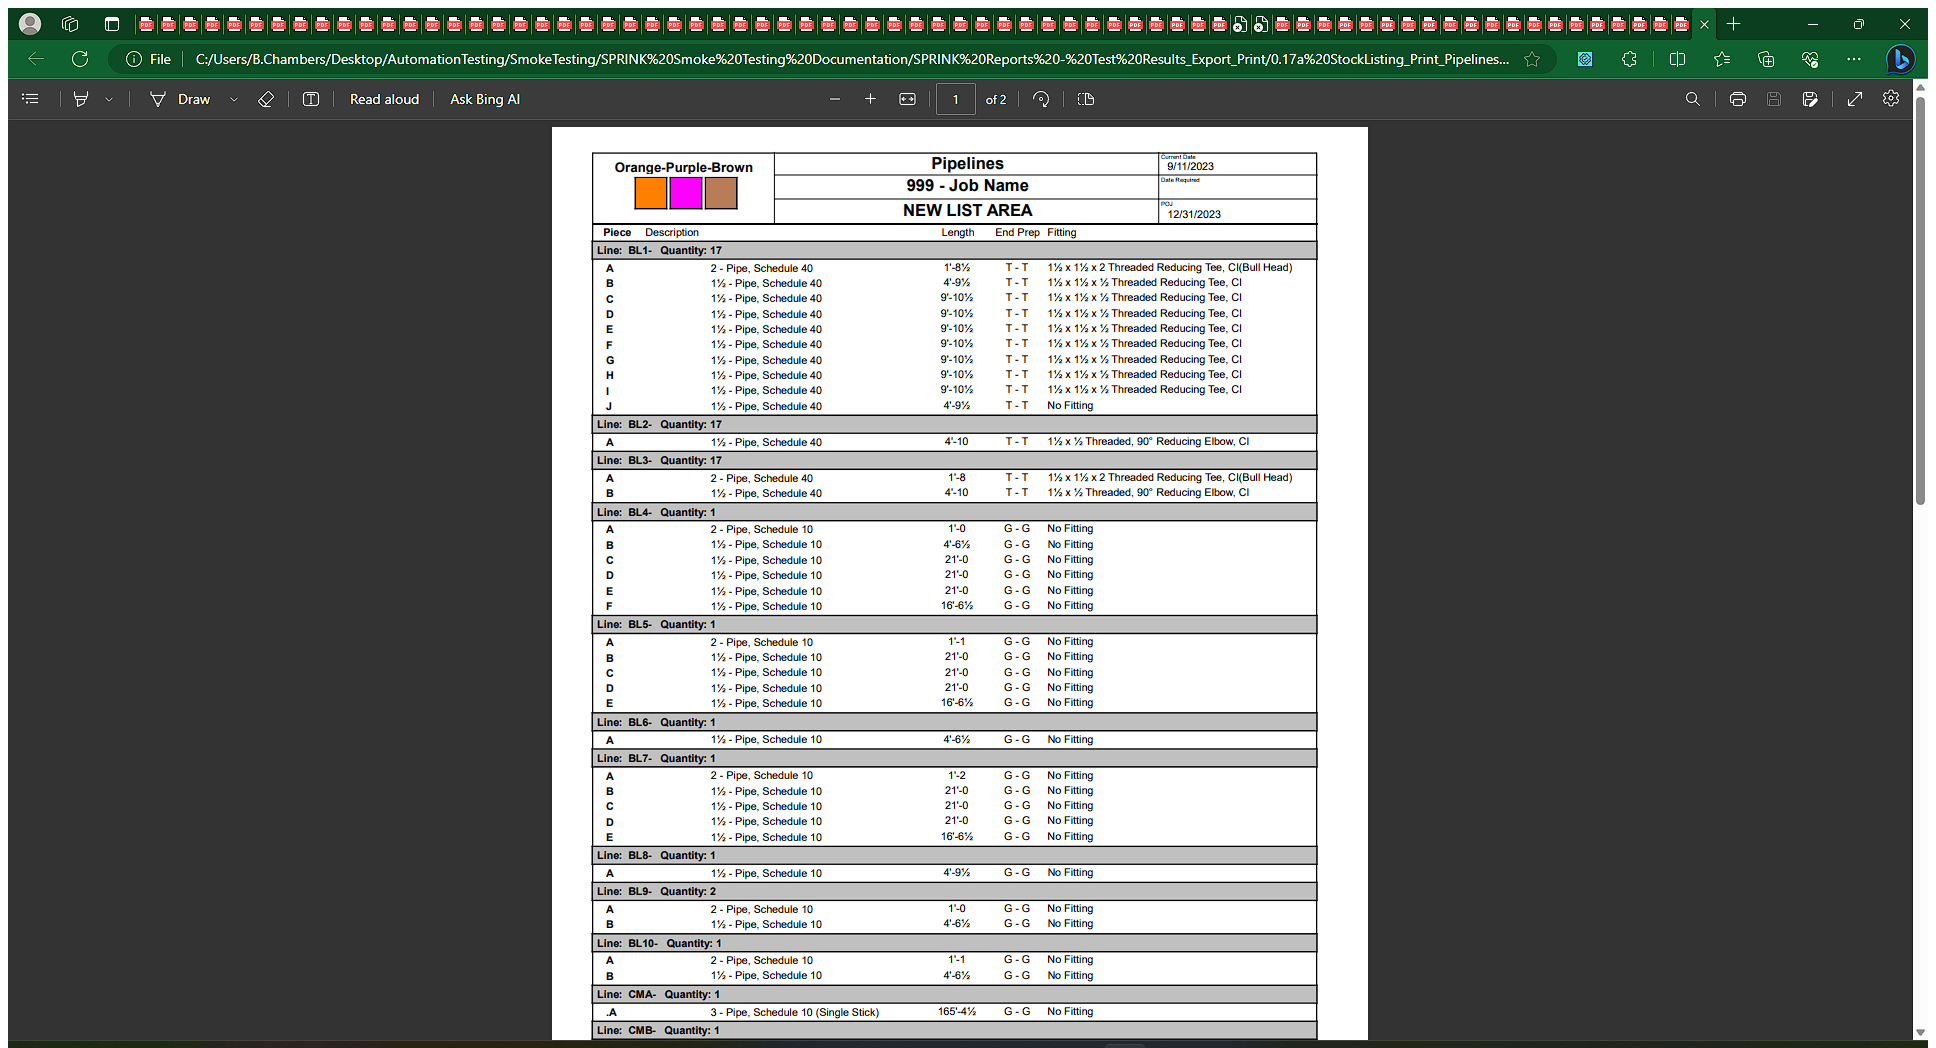 File C:/Users/B.Chambers/Desktop/AutomationTesting/SmokeTesting/SPRINK%20Smoke%20Testing%20Documentation/SPRINK%20Reports%20-%20Test%20Results_Export_Print/0.17a%20StockListing_Print_Pipelines...
Draw Read aloud Ask Bing AI 1 of 2
Orange-Purple-Brown
Pipelines
999 - Job Name
NEW LIST AREA
Current Date
9/11/2023
Date Required
POJ
12/31/2023
Piece Description Length End Prep Fitting
Line: BL1- Quantity: 17
A 2 - Pipe, Schedule 40 1'-8½ T - T 1½ x 1½ x 2 Threaded Reducing Tee, CI(Bull Head)
B 1½ - Pipe, Schedule 40 4'-9½ T - T 1½ x 1½ x ½ Threaded Reducing Tee, CI
C 1½ - Pipe, Schedule 40 9'-10½ T - T 1½ x 1½ x ½ Threaded Reducing Tee, CI
D 1½ - Pipe, Schedule 40 9'-10½ T - T 1½ x 1½ x ½ Threaded Reducing Tee, CI
E 1½ - Pipe, Schedule 40 9'-10½ T - T 1½ x 1½ x ½ Threaded Reducing Tee, CI
F 1½ - Pipe, Schedule 40 9'-10½ T - T 1½ x 1½ x ½ Threaded Reducing Tee, CI
G 1½ - Pipe, Schedule 40 9'-10½ T - T 1½ x 1½ x ½ Threaded Reducing Tee, CI
H 1½ - Pipe, Schedule 40 9'-10½ T - T 1½ x 1½ x ½ Threaded Reducing Tee, CI
I 1½ - Pipe, Schedule 40 9'-10½ T - T 1½ x 1½ x ½ Threaded Reducing Tee, CI
J 1½ - Pipe, Schedule 40 4'-9½ T - T No Fitting
Line: BL2- Quantity: 17
A 1½ - Pipe, Schedule 40 4'-10 T - T 1½ x ½ Threaded, 90° Reducing Elbow, CI
Line: BL3- Quantity: 17
A 2 - Pipe, Schedule 40 1'-8 T - T 1½ x 1½ x 2 Threaded Reducing Tee, CI(Bull Head)
B 1½ - Pipe, Schedule 40 4'-10 T - T 1½ x ½ Threaded, 90° Reducing Elbow, CI
Line: BL4- Quantity: 1
A 2 - Pipe, Schedule 10 1'-0 G - G No Fitting
B 1½ - Pipe, Schedule 10 4'-6½ G - G No Fitting
C 1½ - Pipe, Schedule 10 21'-0 G - G No Fitting
D 1½ - Pipe, Schedule 10 21'-0 G - G No Fitting
E 1½ - Pipe, Schedule 10 21'-0 G - G No Fitting
F 1½ - Pipe, Schedule 10 16'-6½ G - G No Fitting
Line: BL5- Quantity: 1
A 2 - Pipe, Schedule 10 1'-1 G - G No Fitting
B 1½ - Pipe, Schedule 10 21'-0 G - G No Fitting
C 1½ - Pipe, Schedule 10 21'-0 G - G No Fitting
D 1½ - Pipe, Schedule 10 21'-0 G - G No Fitting
E 1½ - Pipe, Schedule 10 16'-6½ G - G No Fitting
Line: BL6- Quantity: 1
A 1½ - Pipe, Schedule 10 4'-6½ G - G No Fitting
Line: BL7- Quantity: 1
A 2 - Pipe, Schedule 10 1'-2 G - G No Fitting
B 1½ - Pipe, Schedule 10 21'-0 G - G No Fitting
C 1½ - Pipe, Schedule 10 21'-0 G - G No Fitting
D 1½ - Pipe, Schedule 10 21'-0 G - G No Fitting
E 1½ - Pipe, Schedule 10 16'-6½ G - G No Fitting
Line: BL8- Quantity: 1
A 1½ - Pipe, Schedule 10 4'-9½ G - G No Fitting
Line: BL9- Quantity: 2
A 2 - Pipe, Schedule 10 1'-0 G - G No Fitting
B 1½ - Pipe, Schedule 10 4'-6½ G - G No Fitting
Line: BL10- Quantity: 1
A 2 - Pipe, Schedule 10 1'-1 G - G No Fitting
B 1½ - Pipe, Schedule 10 4'-6½ G - G No Fitting
Line: CMA- Quantity: 1
.A 3 - Pipe, Schedule 10 (Single Stick) 165'-4½ G - G No Fitting
Line: CMB- Quantity: 1